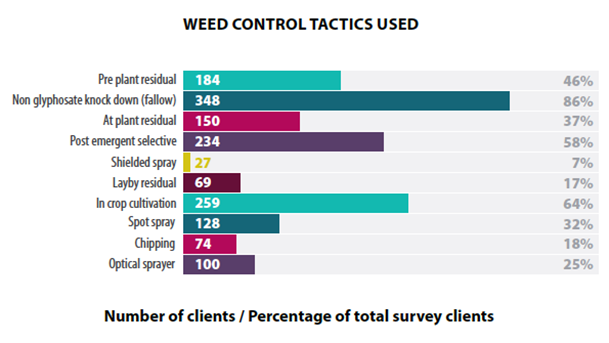 WEED CONTROL TACTICS USED
Pre plant residual 184 46%
Non glyphosate knock down (fallow) 348 86%
At plant residual 150 37%
Post emergent selective 234 58%
Shielded spray 27 7%
Layby residual 69 17%
In crop cultivation 259 64%
Spot spray 128 32%
Chipping 74 18%
Optical sprayer 100 25%
Number of clients / Percentage of total survey clients